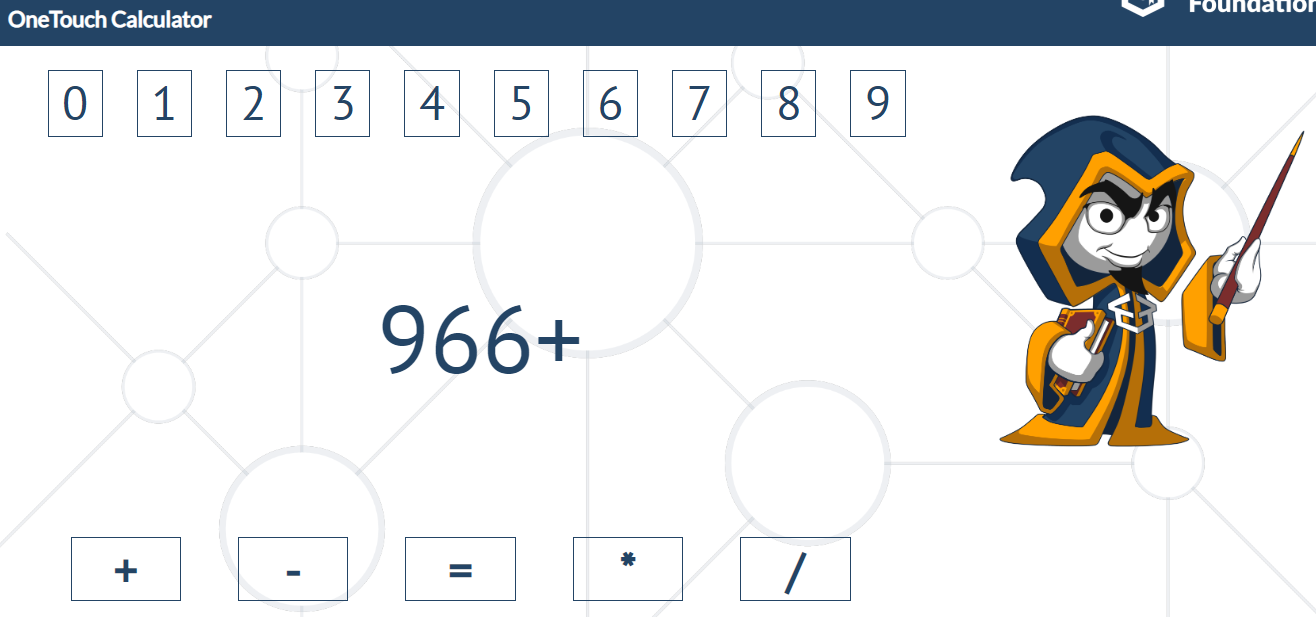 OneTouch Calculator
Foundation
0 1 2 3 4 5 6 7 8 9
966+
+ - = * /